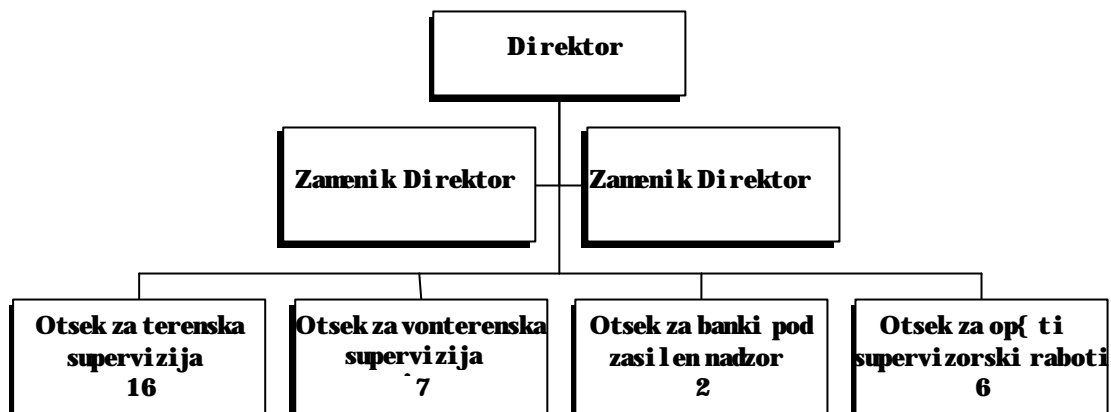 Direktor
Zamenik Direktor
Zamenik Direktor
Otsek za terenska
supervizija
16
Otsek za vonterenska
supervizija
7
Otsek za banki pod
zasilen nadzor
2
Otsek za op{ti
supervizorski raboti
6